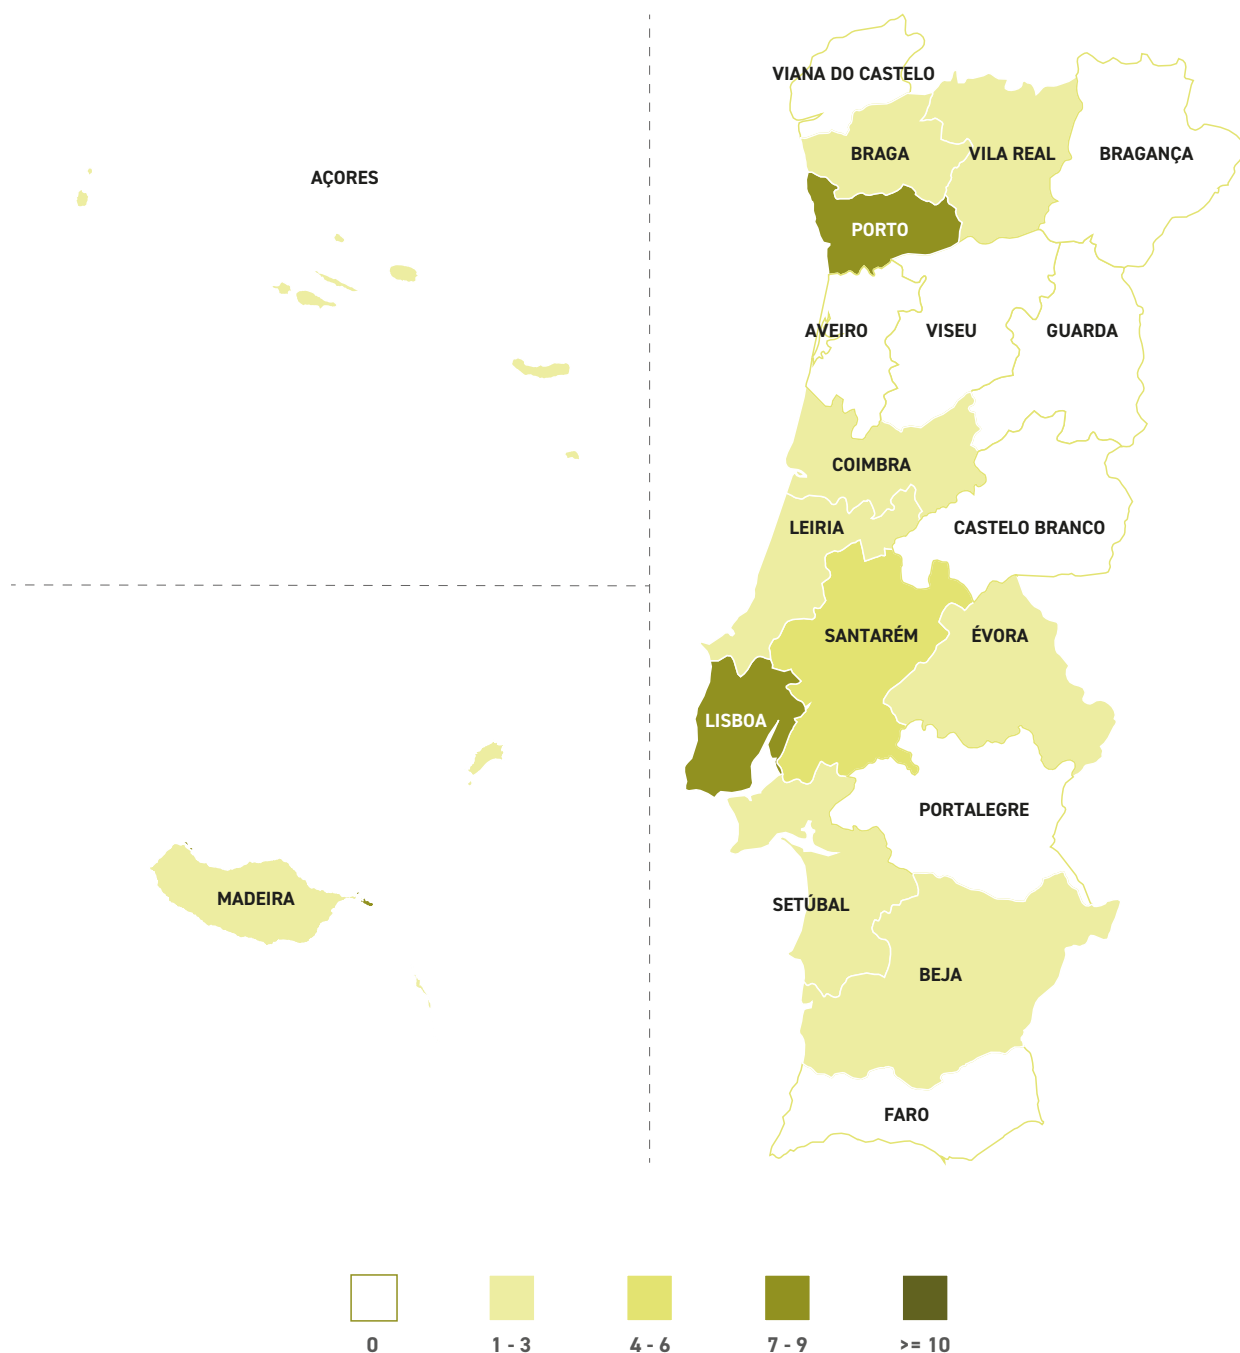 VIANA DO CASTELO
BRAGA
VILA REAL
BRAGANÇA
AÇORES
PORTO
AVEIRO
VISEU
GUARDA
COIMBRA
LEIRIA
CASTELO BRANCO
SANTARÉM
ÉVORA
LISBOA
PORTALEGRE
MADEIRA
SETÚBAL
BEJA
FARO
0
1 - 3
4 - 6
7 - 9
>= 10